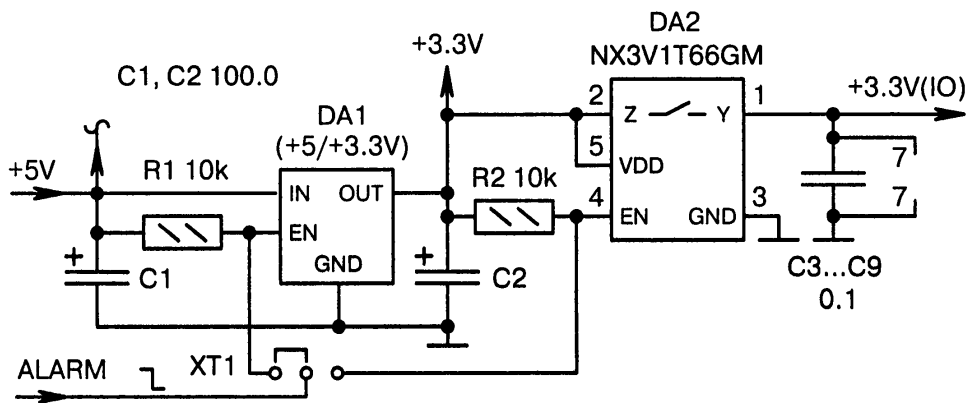 DA2
+3.3V
NX3V1T66GM
C1, C2 100.0
2
Z
Y
1
+3.3V(IO)
DA1
(+5/+3.3V)
5
VDD
7
+5V
R1 10k
IN
OUT
R2 10k
4
EN
GND
3
7
EN
GND
+
C1
+
C2
C3...C9
0.1
ALARM
XT1